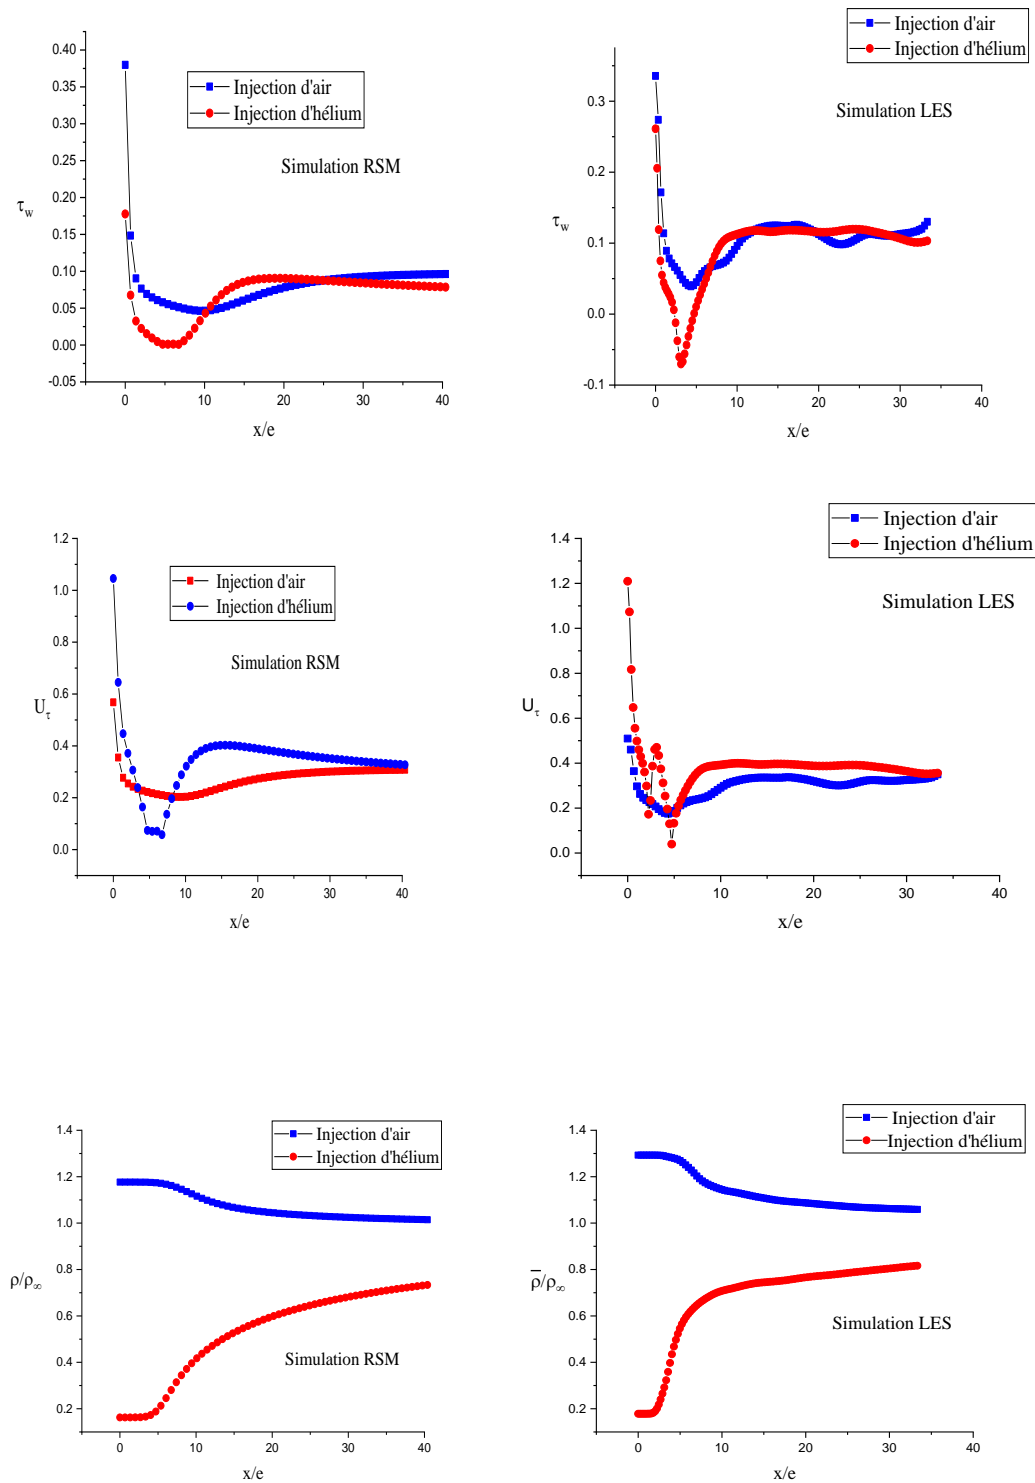 Injection d'air
Injection d'hélium
Simulation RSM
0.40
0.35
0.30
0.25
0.20
0.15
0.10
0.05
0.00
-0.05
τw
0
10
20
30
40
x/e
Injection d'air
Injection d'hélium
Simulation LES
0.3
0.2
0.1
0.0
-0.1
τw
0
10
20
30
40
x/e
Injection d'air
Injection d'hélium
Simulation RSM
1.2
1.0
0.8
0.6
0.4
0.2
0.0
Uτ
0
10
20
30
40
x/e
Injection d'air
Injection d'hélium
Simulation LES
1.4
1.2
1.0
0.8
0.6
0.4
0.2
0.0
Uτ
0
10
20
30
40
x/e
Injection d'air
Injection d'hélium
1.4
1.2
1.0
0.8
0.6
0.4
0.2
ρ/ρ∞
Simulation RSM
0
10
20
30
40
x/e
Injection d'air
Injection d'hélium
1.4
1.2
1.0
0.8
0.6
0.4
0.2
ρ̅/ρ∞
Simulation LES
0
10
20
30
40
x/e